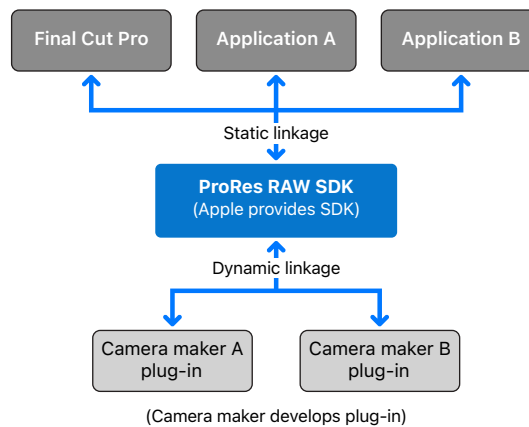 Final Cut Pro
Application A
Application B
Static linkage
ProRes RAW SDK
(Apple provides SDK)
Dynamic linkage
Camera maker A
plug-in
Camera maker B
plug-in
(Camera maker develops plug-in)